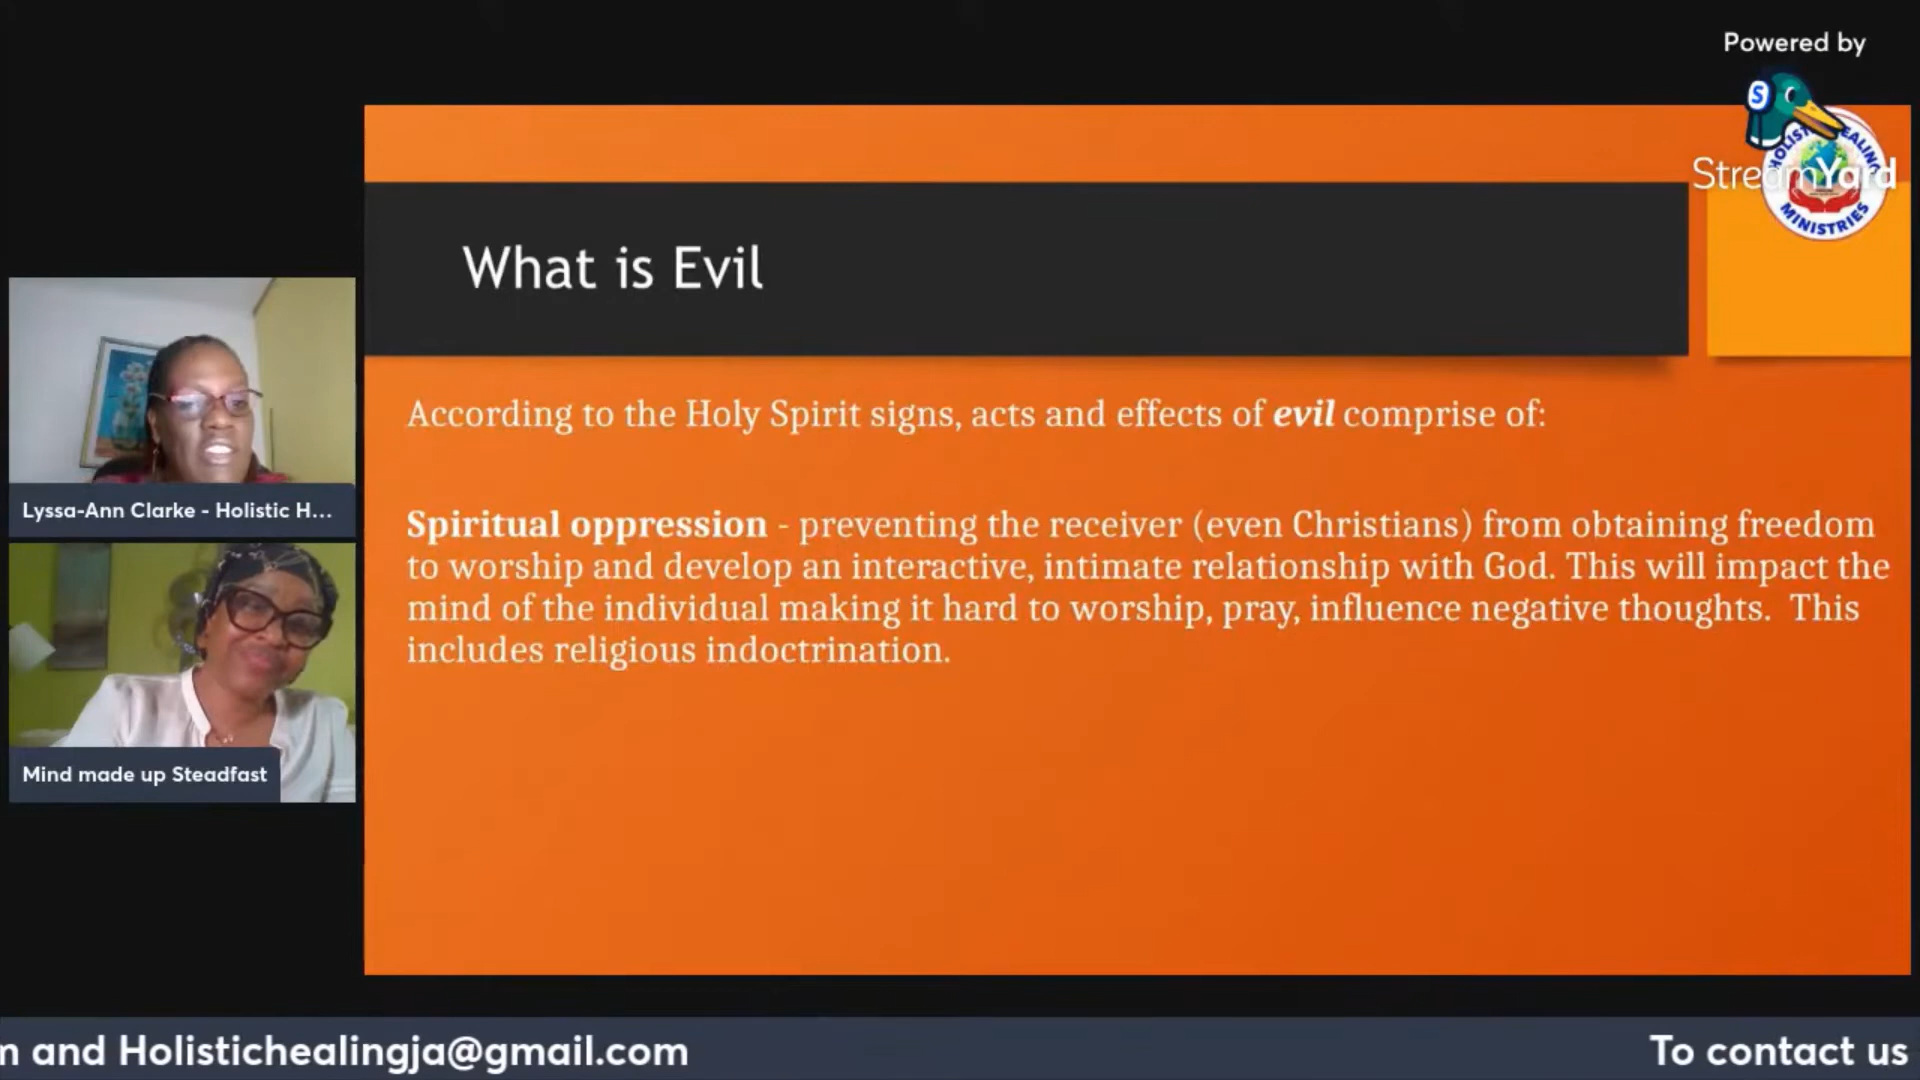 Powered by
S
StreamYard
HOLISTIC HEALING
MINISTRIES
What is Evil
According to the Holy Spirit signs, acts and effects of evil comprise of:
Spiritual oppression - preventing the receiver (even Christians) from obtaining freedom
to worship and develop an interactive, intimate relationship with God. This will impact the
mind of the individual making it hard to worship, pray, influence negative thoughts.  This
includes religious indoctrination.
Lyssa-Ann Clarke - Holistic H...
Mind made up Steadfast
m and Holistichealingja@gmail.com
To contact us